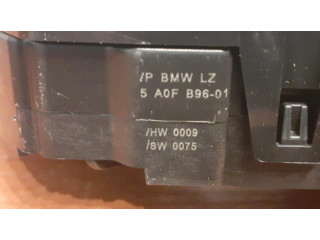 /P BMW LZ
5 A0F B96-01
/HW 0009
/SW 0075